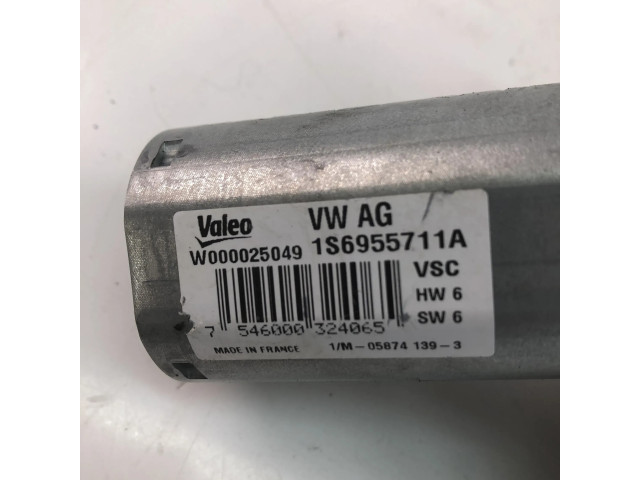 Valeo VW AG
W000025049 1S6955711A
VSC
HW 6
SW 6
7 546000 324065
MADE IN FRANCE 1/M-05874 139-3